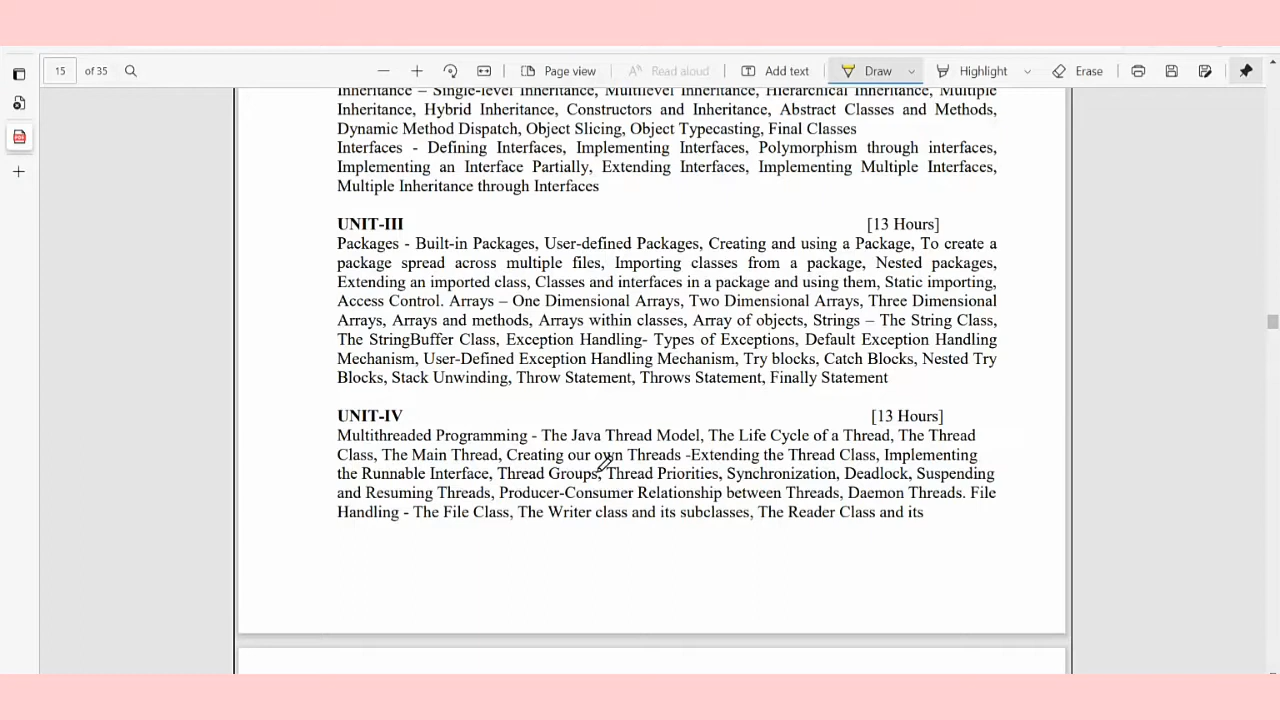 15 of 35
Page view
Read aloud
Add text
Draw
Highlight
Erase
Inheritance – Single-level Inheritance, Multilevel Inheritance, Hierarchical Inheritance, Multiple
Inheritance, Hybrid Inheritance, Constructors and Inheritance, Abstract Classes and Methods,
Dynamic Method Dispatch, Object Slicing, Object Typecasting, Final Classes
Interfaces - Defining Interfaces, Implementing Interfaces, Polymorphism through interfaces,
Implementing an Interface Partially, Extending Interfaces, Implementing Multiple Interfaces,
Multiple Inheritance through Interfaces
UNIT-III [13 Hours]
Packages - Built-in Packages, User-defined Packages, Creating and using a Package, To create a
package spread across multiple files, Importing classes from a package, Nested packages,
Extending an imported class, Classes and interfaces in a package and using them, Static importing,
Access Control. Arrays – One Dimensional Arrays, Two Dimensional Arrays, Three Dimensional
Arrays, Arrays and methods, Arrays within classes, Array of objects, Strings – The String Class,
The StringBuffer Class, Exception Handling- Types of Exceptions, Default Exception Handling
Mechanism, User-Defined Exception Handling Mechanism, Try blocks, Catch Blocks, Nested Try
Blocks, Stack Unwinding, Throw Statement, Throws Statement, Finally Statement
UNIT-IV [13 Hours]
Multithreaded Programming - The Java Thread Model, The Life Cycle of a Thread, The Thread
Class, The Main Thread, Creating our own Threads -Extending the Thread Class, Implementing
the Runnable Interface, Thread Groups, Thread Priorities, Synchronization, Deadlock, Suspending
and Resuming Threads, Producer-Consumer Relationship between Threads, Daemon Threads. File
Handling - The File Class, The Writer class and its subclasses, The Reader Class and its